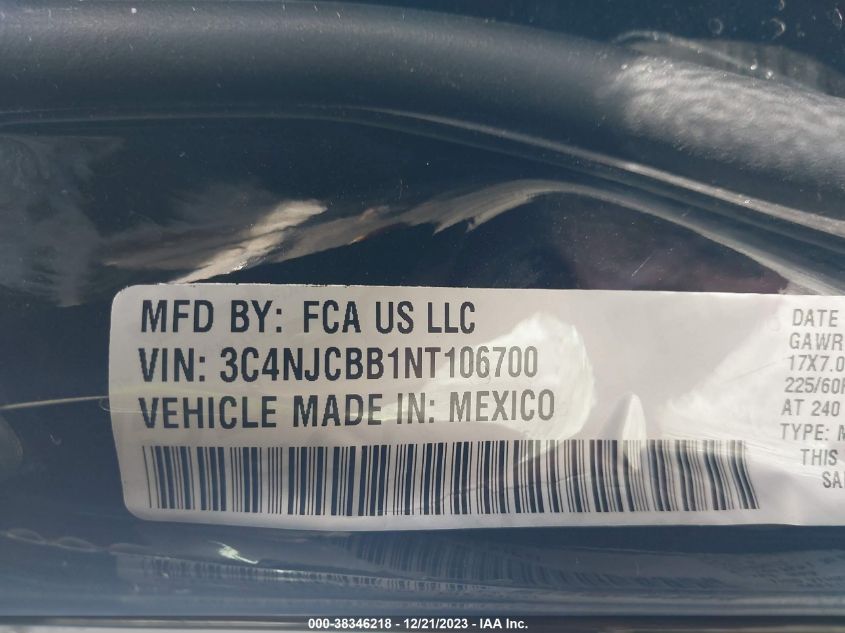 MFD BY: FCA US LLC
VIN: 3C4NJCBB1NT106700
VEHICLE MADE IN: MEXICO
DATE
GAWR
17X7.0
225/60
AT 240
TYPE:
THIS
000-38346218 - 12/21/2023 - IAA Inc.